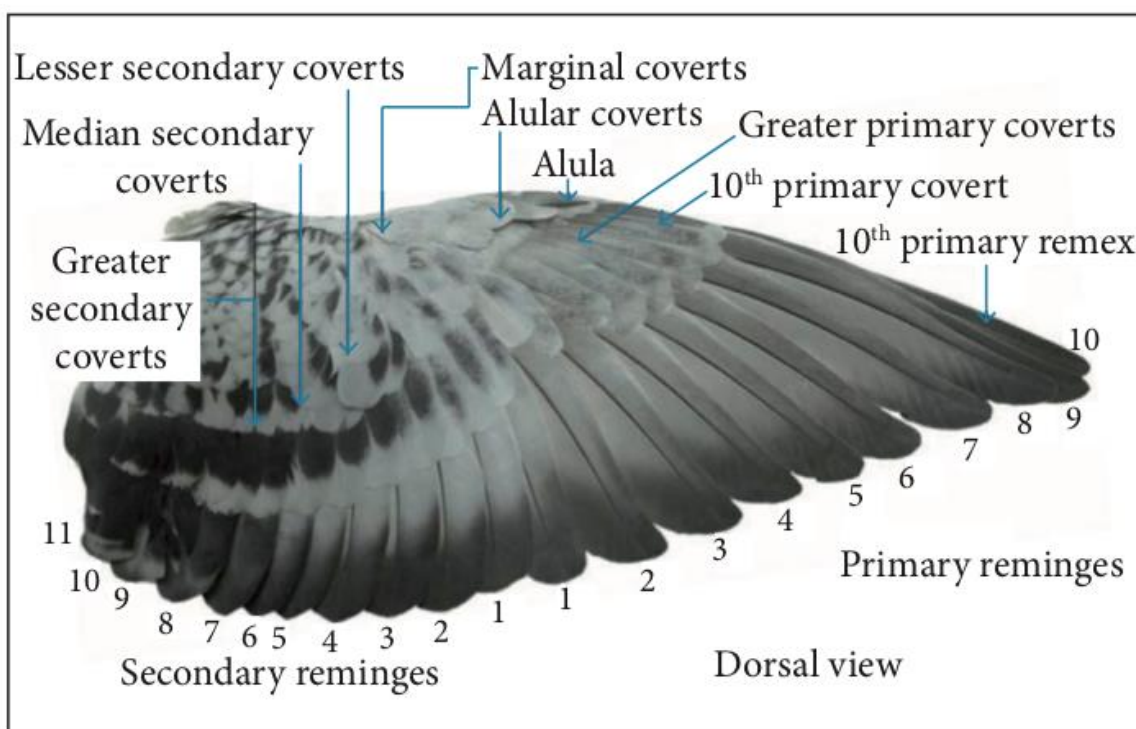 Lesser secondary coverts
Marginal coverts
Median secondary
coverts
Alular coverts
Greater primary coverts
Alula
10th primary covert
10th primary remex
Greater
secondary
coverts
10
9
8
7
6
5
4
3
2
1
Primary reminges
11
10
9
8
7
6
5
4
3
2
1
Secondary reminges
Dorsal view